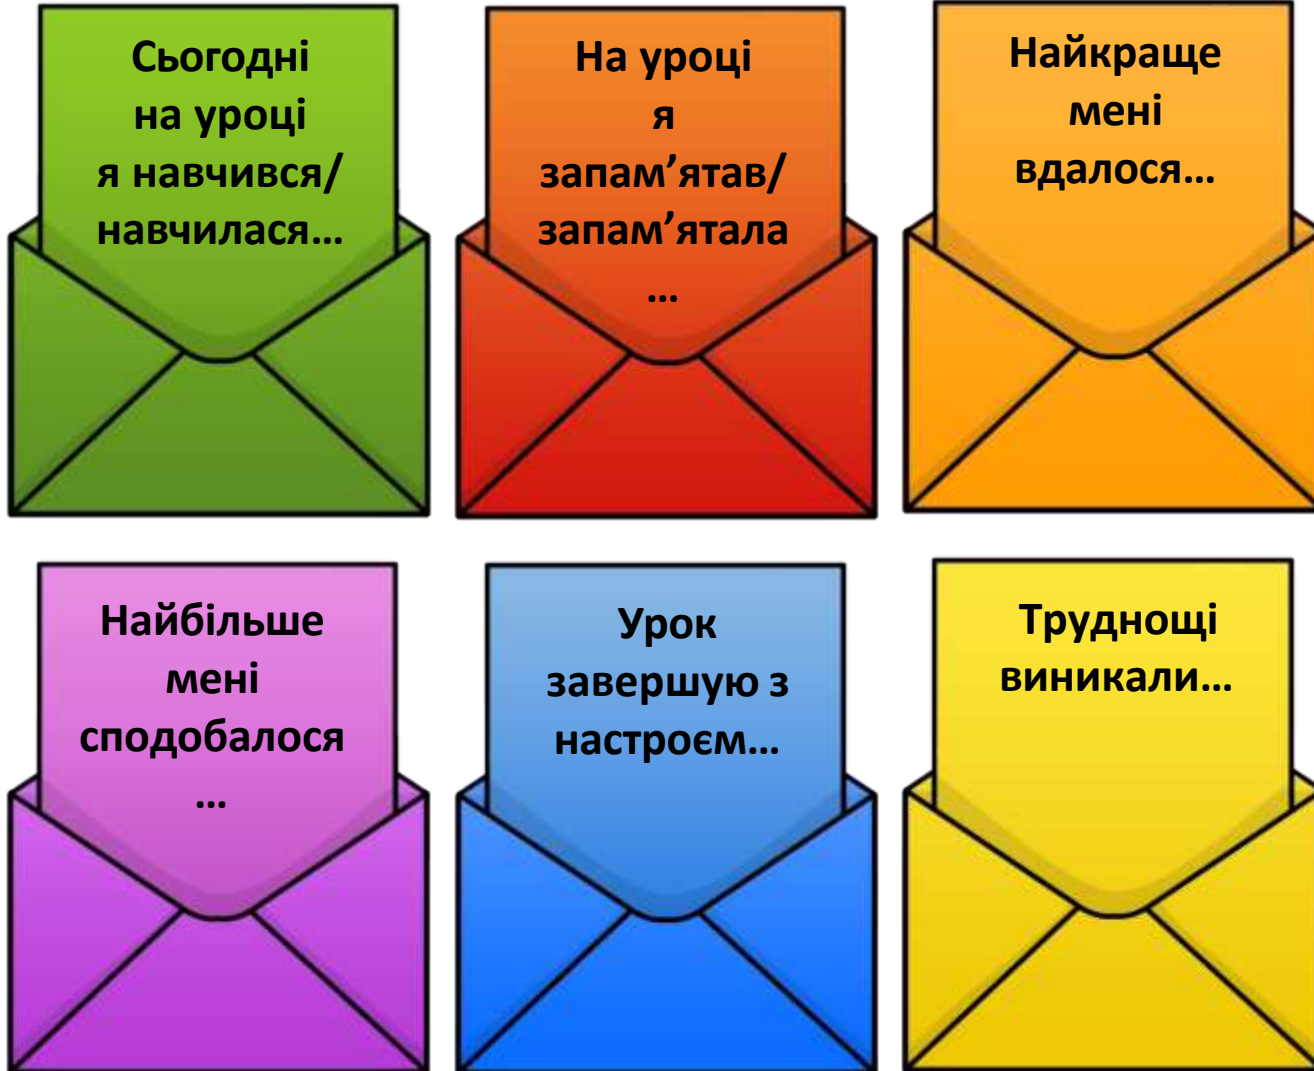 Сьогодні
на уроці
я навчився/
навчилася…
На уроці
я
запам’ятав/
запам’ятала
…
Найкраще
мені
вдалося…
Найбільше
мені
сподобалося
…
Урок
завершую з
настроєм…
Труднощі
виникали…